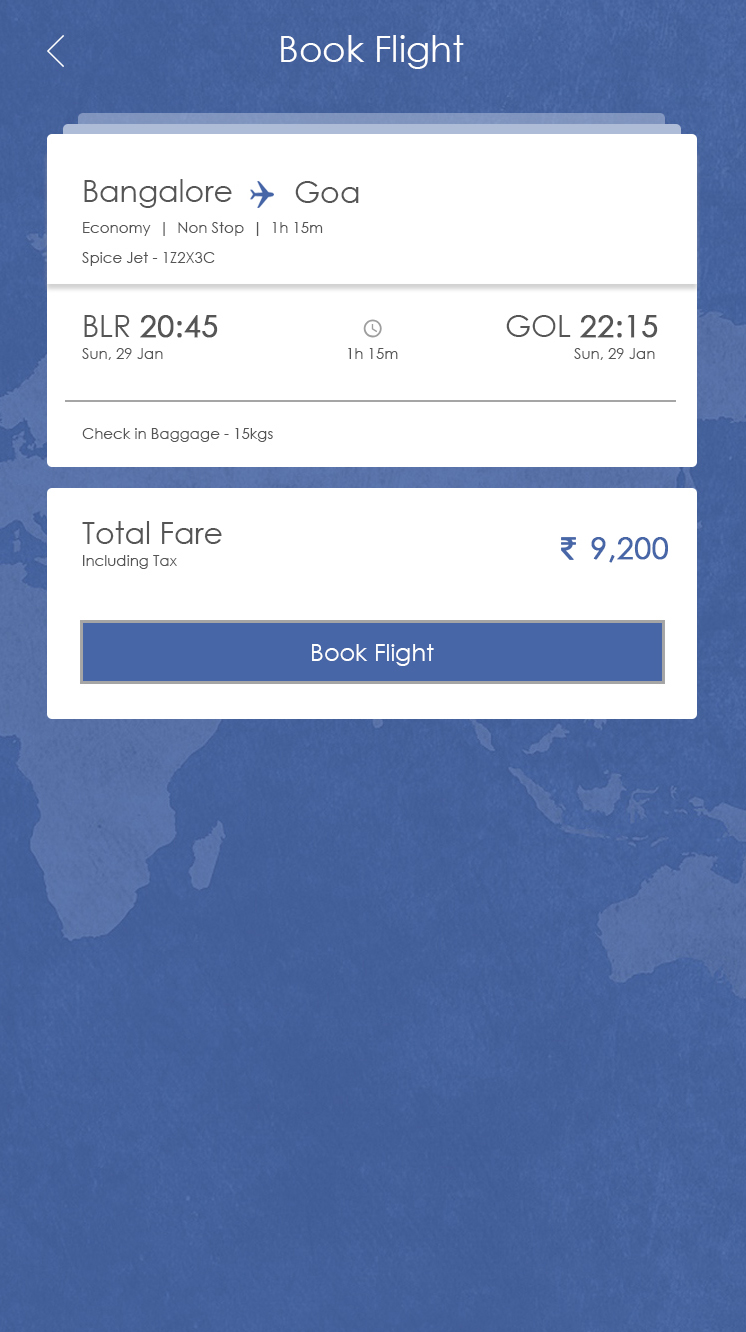 Book Flight
Bangalore Goa
Economy | Non Stop | 1h 15m
Spice Jet - 1Z2X3C
BLR 20:45 GOL 22:15
Sun, 29 Jan 1h 15m Sun, 29 Jan
Check in Baggage - 15kgs
Total Fare
Including Tax
₹ 9,200
Book Flight